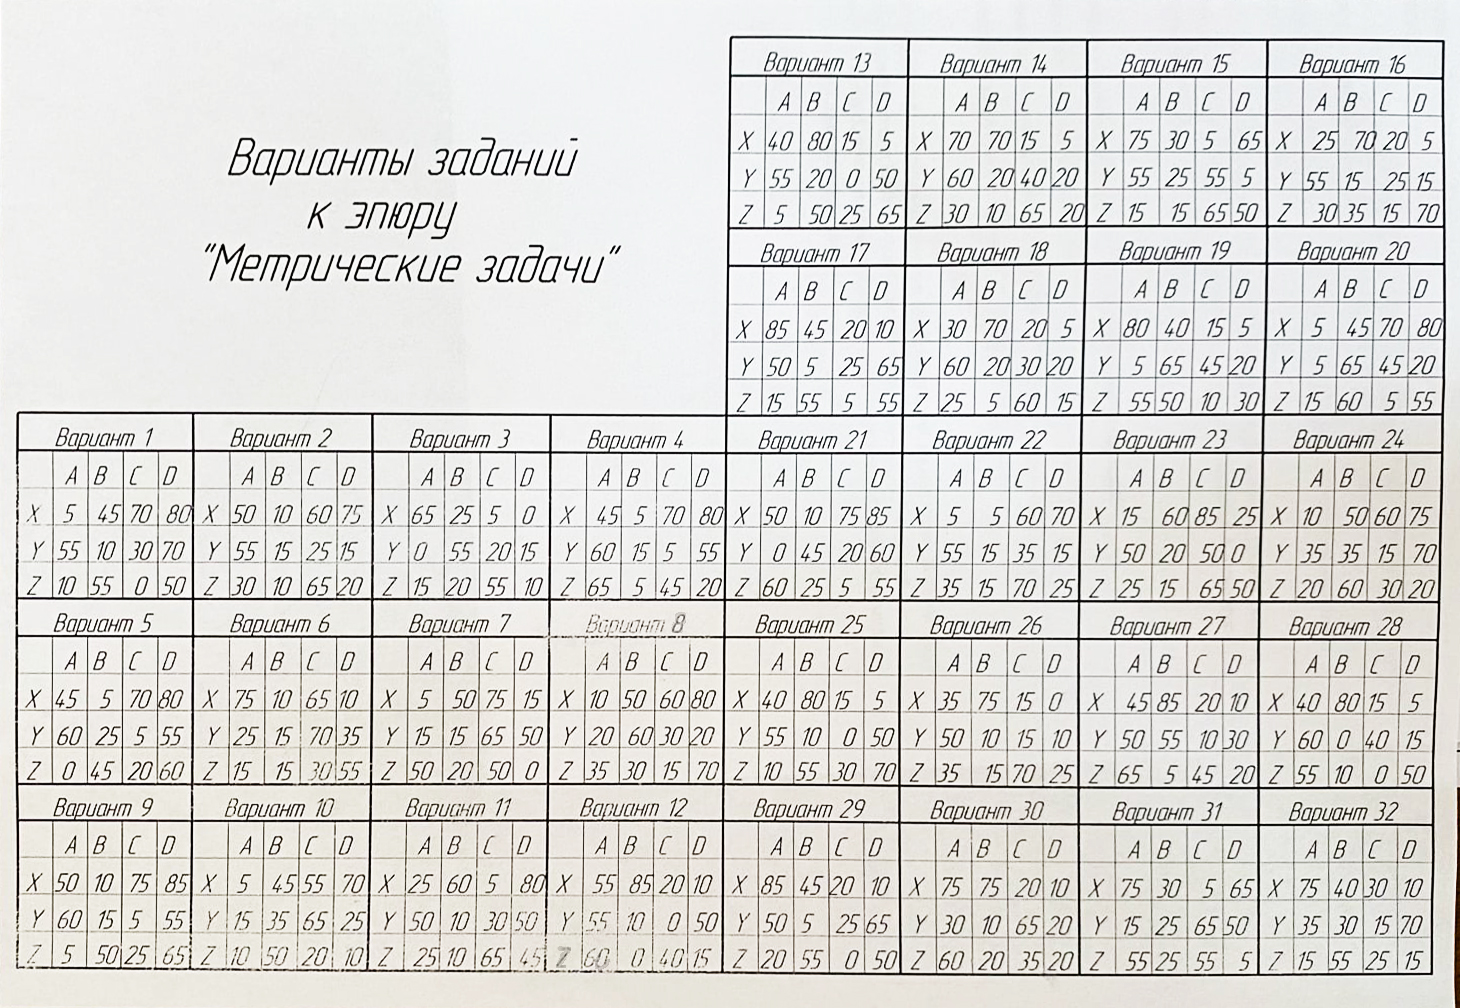 Варианты заданий
к эпюру
"Метрические задачи"
Вариант 13 Вариант 14 Вариант 15 Вариант 16
A B C D A B C D A B C D A B C D
X 40 80 15 5 X 70 70 15 5 X 75 30 5 65 X 25 70 20 5
Y 55 20 0 50 Y 60 20 40 20 Y 55 25 55 5 Y 55 15 25 15
Z 5 50 25 65 Z 30 10 65 20 Z 15 15 65 50 Z 30 35 15 70
Вариант 17 Вариант 18 Вариант 19 Вариант 20
A B C D A B C D A B C D A B C D
X 85 45 20 10 X 30 70 20 5 X 80 40 15 5 X 5 45 70 80
Y 50 5 25 65 Y 60 20 30 20 Y 5 65 45 20 Y 5 65 45 20
Z 15 55 5 55 Z 25 5 60 15 Z 55 50 10 30 Z 15 60 5 55
Вариант 1 Вариант 2 Вариант 3 Вариант 4 Вариант 21 Вариант 22 Вариант 23 Вариант 24
A B C D A B C D A B C D A B C D A B C D A B C D A B C D A B C D
X 5 45 70 80 X 50 10 60 75 X 65 25 5 0 X 45 5 70 80 X 50 10 75 85 X 5 5 60 70 X 15 60 85 25 X 10 50 60 75
Y 55 10 30 70 Y 55 15 25 15 Y 0 55 20 15 Y 60 15 5 55 Y 0 45 20 60 Y 55 15 35 15 Y 50 20 50 0 Y 35 35 15 70
Z 10 55 0 50 Z 30 10 65 20 Z 15 20 55 10 Z 65 5 45 20 Z 60 25 5 55 Z 35 15 70 25 Z 25 15 65 50 Z 20 60 30 20
Вариант 5 Вариант 6 Вариант 7 Вариант 8 Вариант 25 Вариант 26 Вариант 27 Вариант 28
A B C D A B C D A B C D A B C D A B C D A B C D A B C D A B C D
X 45 5 70 80 X 75 10 65 10 X 5 50 75 15 X 10 50 60 80 X 40 80 15 5 X 35 75 15 0 X 45 85 20 10 X 40 80 15 5
Y 60 25 5 55 Y 25 15 70 35 Y 15 15 65 50 Y 20 60 30 20 Y 55 10 0 50 Y 50 10 15 10 Y 50 55 10 30 Y 60 0 40 15
Z 0 45 20 60 Z 15 15 30 55 Z 50 20 50 0 Z 35 30 15 70 Z 10 55 30 70 Z 35 15 70 25 Z 65 5 45 20 Z 55 10 0 50
Вариант 9 Вариант 10 Вариант 11 Вариант 12 Вариант 29 Вариант 30 Вариант 31 Вариант 32
A B C D A B C D A B C D A B C D A B C D A B C D A B C D A B C D
X 50 10 75 85 X 5 45 55 70 X 25 60 5 80 X 55 85 20 10 X 85 45 20 10 X 75 75 20 10 X 75 30 5 65 X 75 40 30 10
Y 60 15 5 55 Y 15 35 65 25 Y 50 10 30 50 Y 55 10 0 50 Y 50 5 25 65 Y 30 10 65 20 Y 15 25 65 50 Y 35 30 15 70
Z 5 50 25 65 Z 10 50 20 10 Z 25 10 65 45 Z 60 0 40 15 Z 20 55 0 50 Z 60 20 35 20 Z 55 25 55 5 Z 15 55 25 15